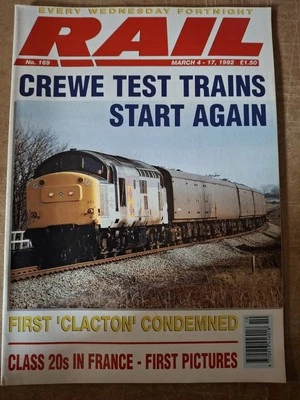 EVERY WEDNESDAY FORTNIGHT
RAIL
No. 169 MARCH 4 - 17, 1992 £1.50
CREWE TEST TRAINS
START AGAIN
FIRST 'CLACTON' CONDEMNED
CLASS 20s IN FRANCE - FIRST PICTURES